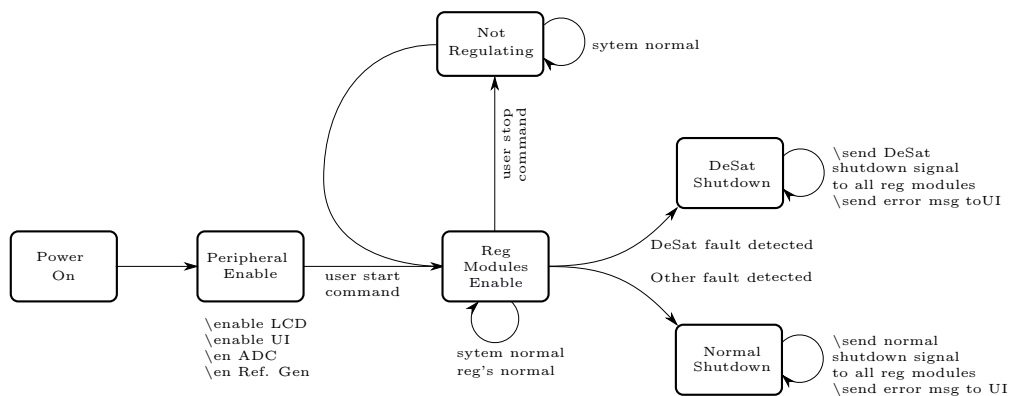 Not
Regulating
sytem normal
user stop
command
DeSat
Shutdown
\send DeSat
shutdown signal
to all reg modules
\send error msg toUI
Power
On
Peripheral
Enable
user start
command
Reg
Modules
Enable
DeSat fault detected
Other fault detected
\enable LCD
\enable UI
\en ADC
\en Ref. Gen
sytem normal
reg's normal
Normal
Shutdown
\send normal
shutdown signal
to all reg modules
\send error msg to UI